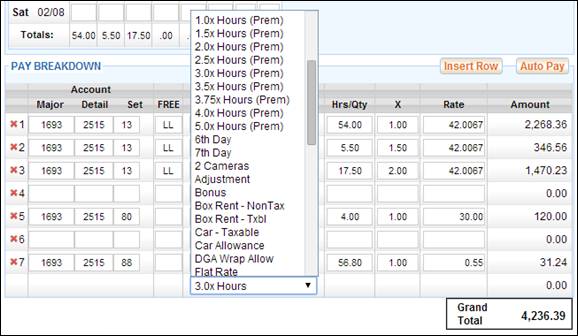 Sat 02/08
Totals: 54.00 5.50 17.50 .00
PAY BREAKDOWN Insert Row Auto Pay
Account
Major Detail Set FREE Hrs/Qty X Rate Amount
1 1693 2515 13 LL 54.00 1.00 42.0067 2,268.36
2 1693 2515 13 LL 5.50 1.50 42.0067 346.56
3 1693 2515 13 LL 17.50 2.00 42.0067 1,470.23
4 0.00
5 1693 2515 80 4.00 1.00 30.00 120.00
6 0.00
7 1693 2515 88 56.80 1.00 0.55 31.24
0.00
1.0x Hours (Prem)
1.5x Hours (Prem)
2.0x Hours (Prem)
2.5x Hours (Prem)
3.0x Hours (Prem)
3.5x Hours (Prem)
3.75x Hours (Prem)
4.0x Hours (Prem)
5.0x Hours (Prem)
6th Day
7th Day
2 Cameras
Adjustment
Bonus
Box Rent - NonTax
Box Rent - Txbl
Car - Taxable
Car Allowance
DGA Wrap Allow
Flat Rate
3.0x Hours
Grand Total 4,236.39